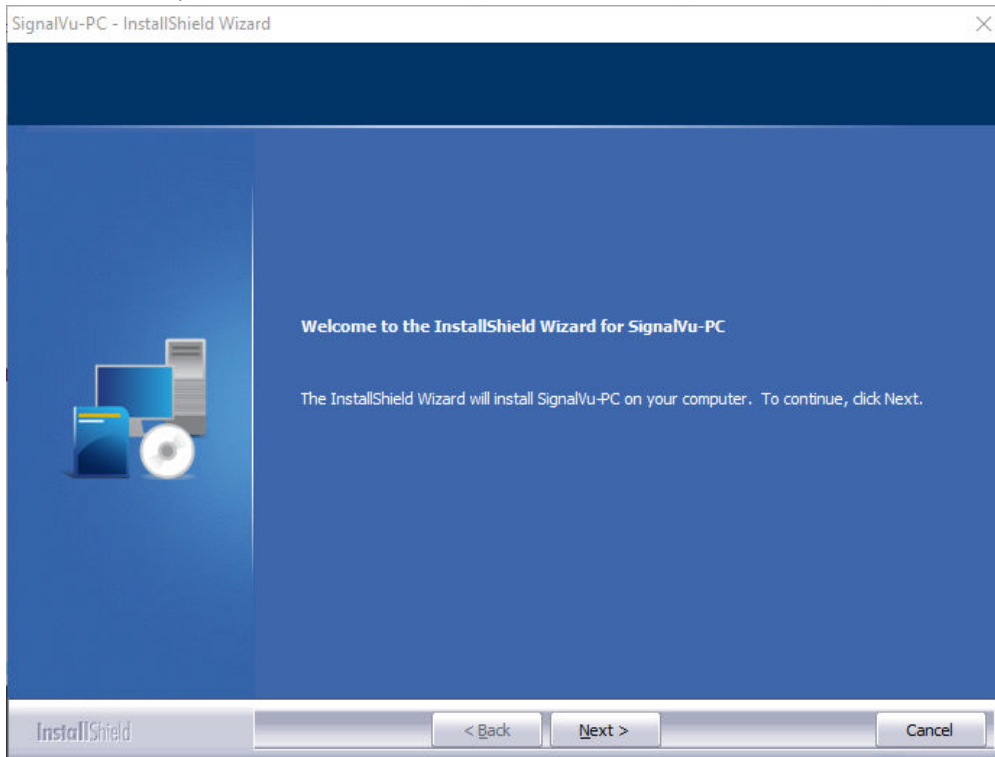 SignalVu-PC - InstallShield Wizard
Welcome to the InstallShield Wizard for SignalVu-PC
The InstallShield Wizard will install SignalVu-PC on your computer. To continue, click Next.
InstallShield
< Back
Next >
Cancel